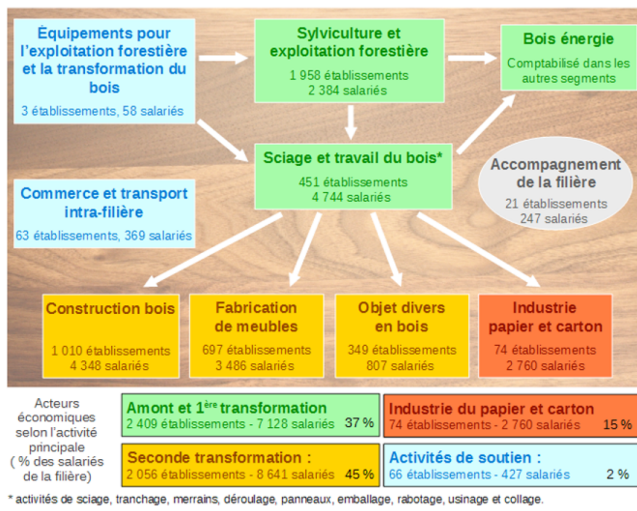 Équipements pour
l'exploitation forestière
et la transformation du
bois
3 établissements, 58 salariés
Sylviculture et
exploitation forestière
1 958 établissements
2 384 salariés
Bois énergie
Comptabilisé dans les
autres segments
Sciage et travail du bois*
451 établissements
4 744 salariés
Accompagnement
de la filière
21 établissements
247 salariés
Commerce et transport
intra-filière
63 établissements, 369 salariés
Construction bois
1 010 établissements
4 348 salariés
Fabrication
de meubles
697 établissements
3 486 salariés
Objet divers
en bois
349 établissements
807 salariés
Industrie
papier et carton
74 établissements
2 760 salariés
Acteurs
économiques
selon l'activité
principale
( % des salariés
de la filière)
Amont et 1ère transformation
2 409 établissements - 7 128 salariés 37 %
Industrie du papier et carton
74 établissements - 2 760 salariés 15 %
Seconde transformation :
2 056 établissements - 8 641 salariés 45 %
Activités de soutien :
66 établissements - 427 salariés 2 %
* activités de sciage, tranchage, merrains, déroulage, panneaux, emballage, rabotage, usinage et collage.